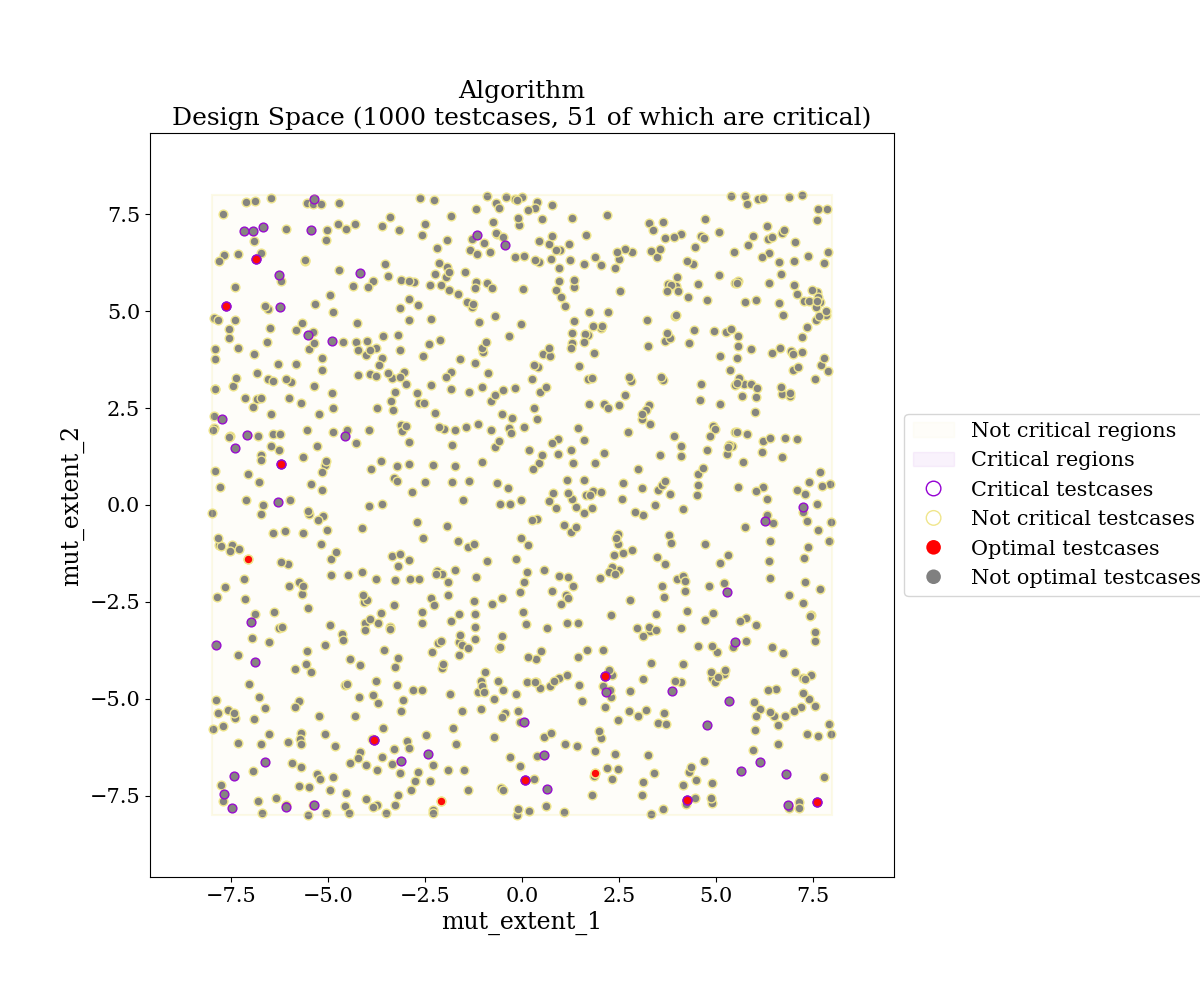 Algorithm
Design Space (1000 testcases, 51 of which are critical)
7.5
5.0
2.5
0.0
−2.5
−5.0
−7.5
mut_extent_2
−7.5 −5.0 −2.5 0.0 2.5 5.0 7.5
mut_extent_1
Not critical regions
Critical regions
Critical testcases
Not critical testcases
Optimal testcases
Not optimal testcases